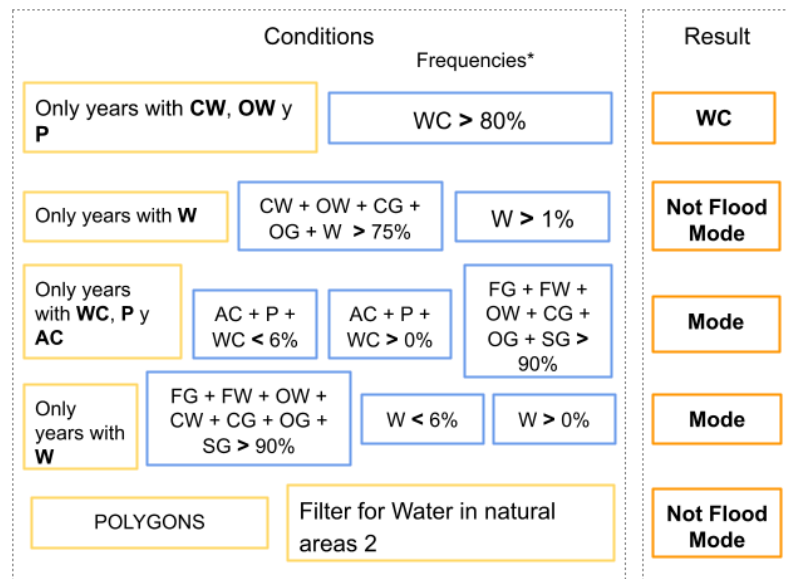 Conditions
Result
Frequencies*
Only years with CW, OW y
P
WC > 80%
WC
Only years with W
CW + OW + CG +
OG + W > 75%
W > 1%
Not Flood
Mode
Only years
with WC, P y
AC
AC + P +
WC < 6%
AC + P +
WC > 0%
FG + FW +
OW + CG +
OG + SG >
90%
Mode
Only
years with
W
FG + FW + OW +
CW + CG + OG +
SG > 90%
W < 6%
W > 0%
Mode
POLYGONS
Filter for Water in natural
areas 2
Not Flood
Mode